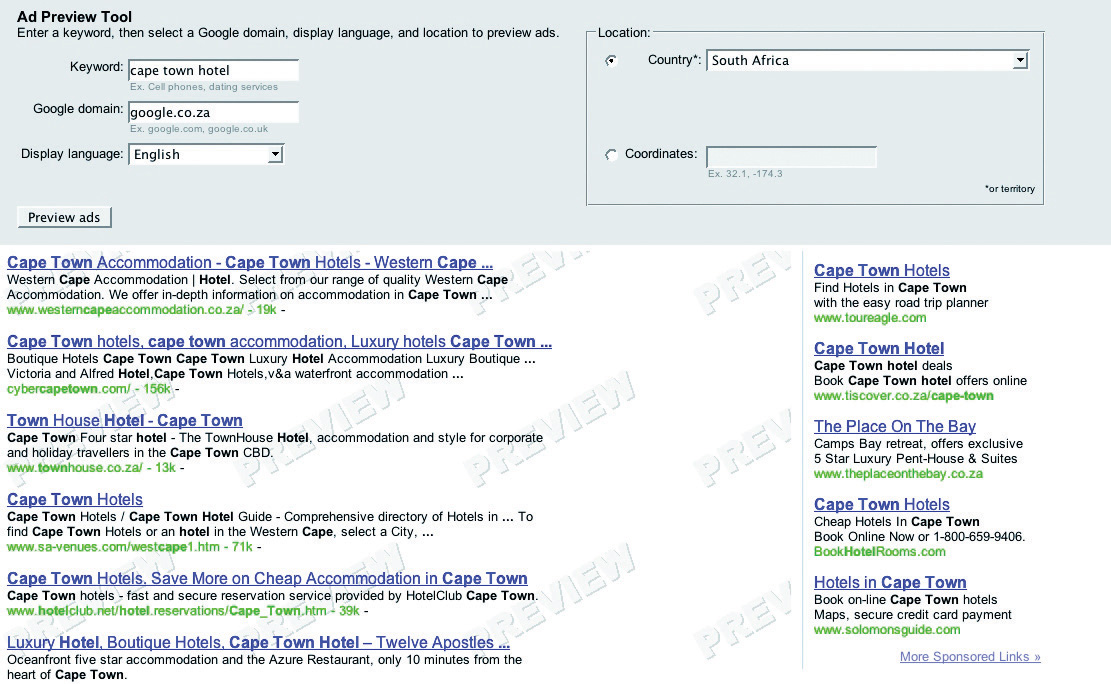 Ad Preview Tool
Enter a keyword, then select a Google domain, display language, and location to preview ads.
Keyword: cape town hotel
Ex. Cell phones, dating services
Google domain: google.co.za
Ex. google.com, google.co.uk
Display language: English
Preview ads
Location:
Country*: South Africa
Coordinates:
Ex. 32.1, -174.3
*or territory
Cape Town Accommodation - Cape Town Hotels - Western Cape ...
Western Cape Accommodation | Hotel. Select from our range of quality Western Cape
Accommodation. We offer in-depth information on accommodation in Cape Town ...
www.westerncapeaccommodation.co.za/ - 19k -
Cape Town hotels, cape town accommodation, Luxury hotels Cape Town ...
Boutique Hotels Cape Town Cape Town Luxury Hotel Accommodation Luxury Boutique ...
Victoria and Alfred Hotel,Cape Town Hotels,v&a waterfront accommodation ...
cybercapetown.com/ - 156k -
Town House Hotel - Cape Town
Cape Town Four star hotel - The TownHouse Hotel, accommodation and style for corporate
and holiday travellers in the Cape Town CBD.
www.townhouse.co.za/ - 13k -
Cape Town Hotels
Cape Town Hotels / Cape Town Hotel Guide - Comprehensive directory of Hotels in ... To
find Cape Town Hotels or an hotel in the Western Cape, select a City, ...
www.sa-venues.com/westcape1.htm - 71k -
Cape Town Hotels, Save More on Cheap Accommodation in Cape Town
Cape Town hotels - fast and secure reservation service provided by HotelClub Cape Town.
www.hotelclub.net/hotel.reservations/Cape_Town.htm - 39k -
Luxury Hotel, Boutique Hotels, Cape Town Hotel – Twelve Apostles ...
Oceanfront five star accommodation and the Azure Restaurant, only 10 minutes from the
heart of Cape Town.
Cape Town Hotels
Find Hotels in Cape Town
with the easy road trip planner
www.toureagle.com
Cape Town Hotel
Cape Town hotel deals
Book Cape Town hotel offers online
www.tiscover.co.za/cape-town
The Place On The Bay
Camps Bay retreat, offers exclusive
5 Star Luxury Pent-House & Suites
www.theplaceonthebay.co.za
Cape Town Hotels
Cheap Hotels In Cape Town
Book Online Now or 1-800-659-9406.
BookHotelRooms.com
Hotels in Cape Town
Book on-line Cape Town hotels
Maps, secure credit card payment
www.solomonsguide.com
More Sponsored Links »
PREVIEW
PREVIEW
PREVIEW
PREVIEW
PREVIEW
PREVIEW
PREVIEW
PREVIEW
PREVIEW
PREVIEW
PREVIEW
PREVIEW